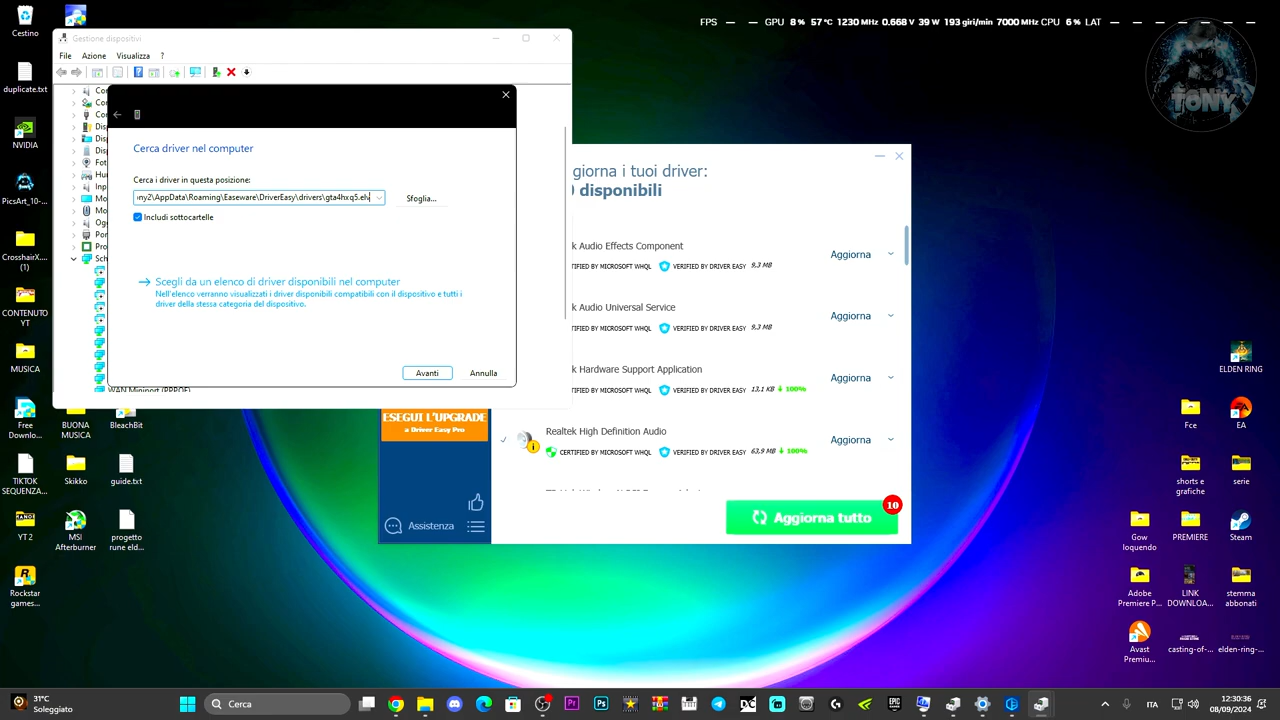 FPS — — GPU 8 % 57 °C 1230 MHz 0.668 V 39 W 193 giri/min 7000 MHz CPU 6 % LAT — — — — — —
Cestino
duplicate.txt
NVIDIA
PicsArt_10-...
CrosshairX... (1)
CONTENUTO YT
MUSICA
Free Downlo...
BUONA MUSICA
BleachBit
TIKTOK SEQUENZA...
Skikko
guide.txt
YT 2
MSI Afterburner
progetto rune eld...
Rockstar games...
Gestione dispositivi
File Azione Visualizza ?
Cerca driver nel computer
Cerca i driver in questa posizione:
ny2\AppData\Roaming\Easeware\DriverEasy\drivers\gta4hxq5.elv
Sfoglia...
Includi sottocartelle
Scegli da un elenco di driver disponibili nel computer
Nell'elenco verranno visualizzati i driver disponibili compatibili con il dispositivo e tutti i
driver della stessa categoria del dispositivo.
Avanti
Annulla
WAN Miniport (PPPOE)
giorna i tuoi driver:
0 disponibili
k Audio Effects Component
Aggiorna
TIFIED BY MICROSOFT WHQL VERIFIED BY DRIVER EASY 9,3 MB
k Audio Universal Service
Aggiorna
TIFIED BY MICROSOFT WHQL VERIFIED BY DRIVER EASY 9,3 MB
k Hardware Support Application
Aggiorna
TIFIED BY MICROSOFT WHQL VERIFIED BY DRIVER EASY 13,1 KB 100%
Realtek High Definition Audio
Aggiorna
CERTIFIED BY MICROSOFT WHQL VERIFIED BY DRIVER EASY 63,9 MB 100%
ESEGUI L'UPGRADE
a Driver Easy Pro
Assistenza
Aggiorna tutto
10
TONY
ELDEN RING
Fce
EA
shorts e grafiche
serie
Gow loquendo
PREMIERE
Steam
Adobe Premiere P...
LINK DOWNLOA...
stemma abbonati
Avast Premiu...
casting-of-...
elden-ring-...
31°C
Soleggiato
Cerca
ITA
12:30:36
08/09/2024